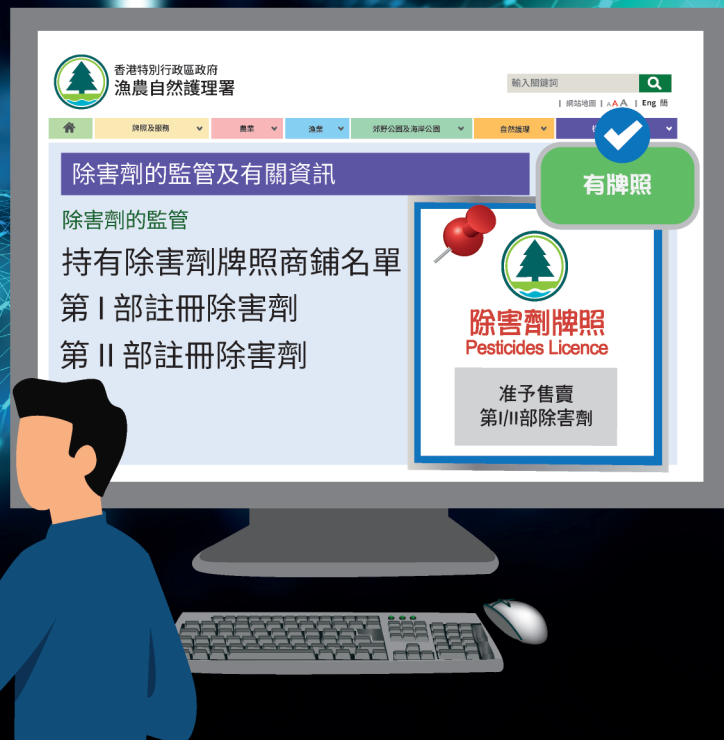 香港特別行政區政府
漁農自然護理署
輸入關鍵詞
| 網站地圖 | AAA | Eng 簡
牌照及服務
農業
漁業
郊野公園及海岸公園
自然護理
有牌照
除害劑的監管及有關資訊
除害劑的監管
持有除害劑牌照商鋪名單
第 I 部註冊除害劑
第 II 部註冊除害劑
除害劑牌照
Pesticides Licence
准予售賣
第I/II部除害劑